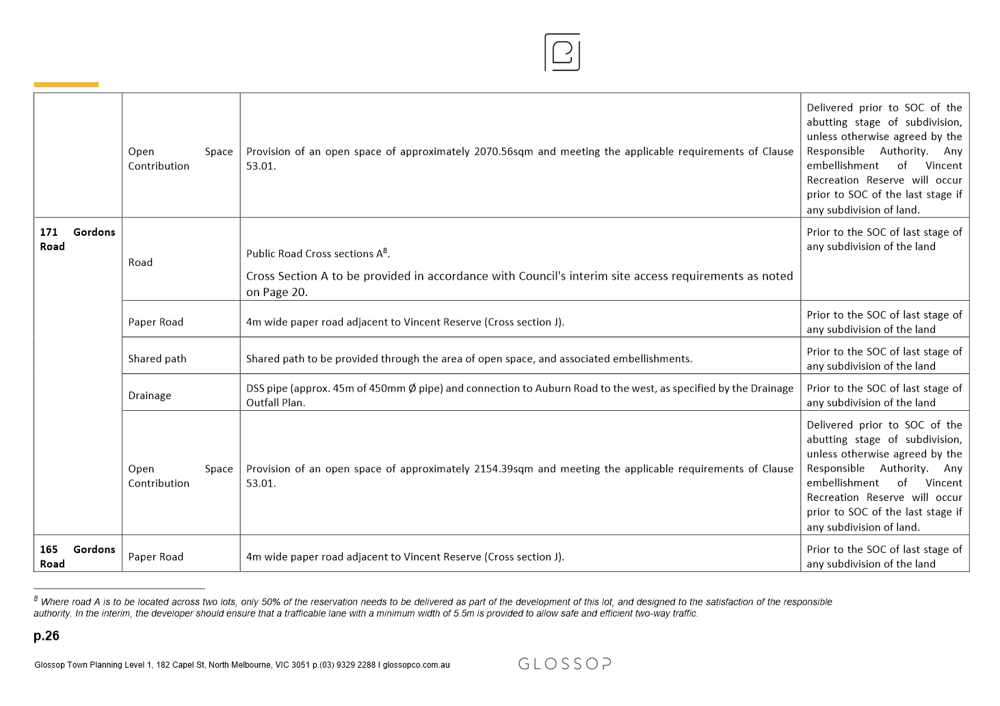 Open Space
Contribution
Provision of an open space of approximately 2070.56sqm and meeting the applicable requirements of Clause
53.01.
Delivered prior to SOC of the
abutting stage of subdivision,
unless otherwise agreed by the
Responsible Authority. Any
embellishment of Vincent
Recreation Reserve will occur
prior to SOC of the last stage if
any subdivision of land.
171 Gordons
Road
Road
Public Road Cross sections A⁸.
Cross Section A to be provided in accordance with Council's interim site access requirements as noted
on Page 20.
Prior to the SOC of last stage of
any subdivision of the land
Paper Road
4m wide paper road adjacent to Vincent Reserve (Cross section J).
Prior to the SOC of last stage of
any subdivision of the land
Shared path
Shared path to be provided through the area of open space, and associated embellishments.
Prior to the SOC of last stage of
any subdivision of the land
Drainage
DSS pipe (approx. 45m of 450mm Ø pipe) and connection to Auburn Road to the west, as specified by the Drainage
Outfall Plan.
Prior to the SOC of last stage of
any subdivision of the land
Open Space
Contribution
Provision of an open space of approximately 2154.39sqm and meeting the applicable requirements of Clause
53.01.
Delivered prior to SOC of the
abutting stage of subdivision,
unless otherwise agreed by the
Responsible Authority. Any
embellishment of Vincent
Recreation Reserve will occur
prior to SOC of the last stage if
any subdivision of land.
165 Gordons
Road
Paper Road
4m wide paper road adjacent to Vincent Reserve (Cross section J).
Prior to the SOC of last stage of
any subdivision of the land
⁸ Where road A is to be located across two lots, only 50% of the reservation needs to be delivered as part of the development of this lot, and designed to the satisfaction of the responsible
authority. In the interim, the developer should ensure that a trafficable lane with a minimum width of 5.5m is provided to allow safe and efficient two-way traffic.
p.26
Glossop Town Planning Level 1, 182 Capel St, North Melbourne, VIC 3051 p.(03) 9329 2288 I glossopco.com.au
GLOSSOP